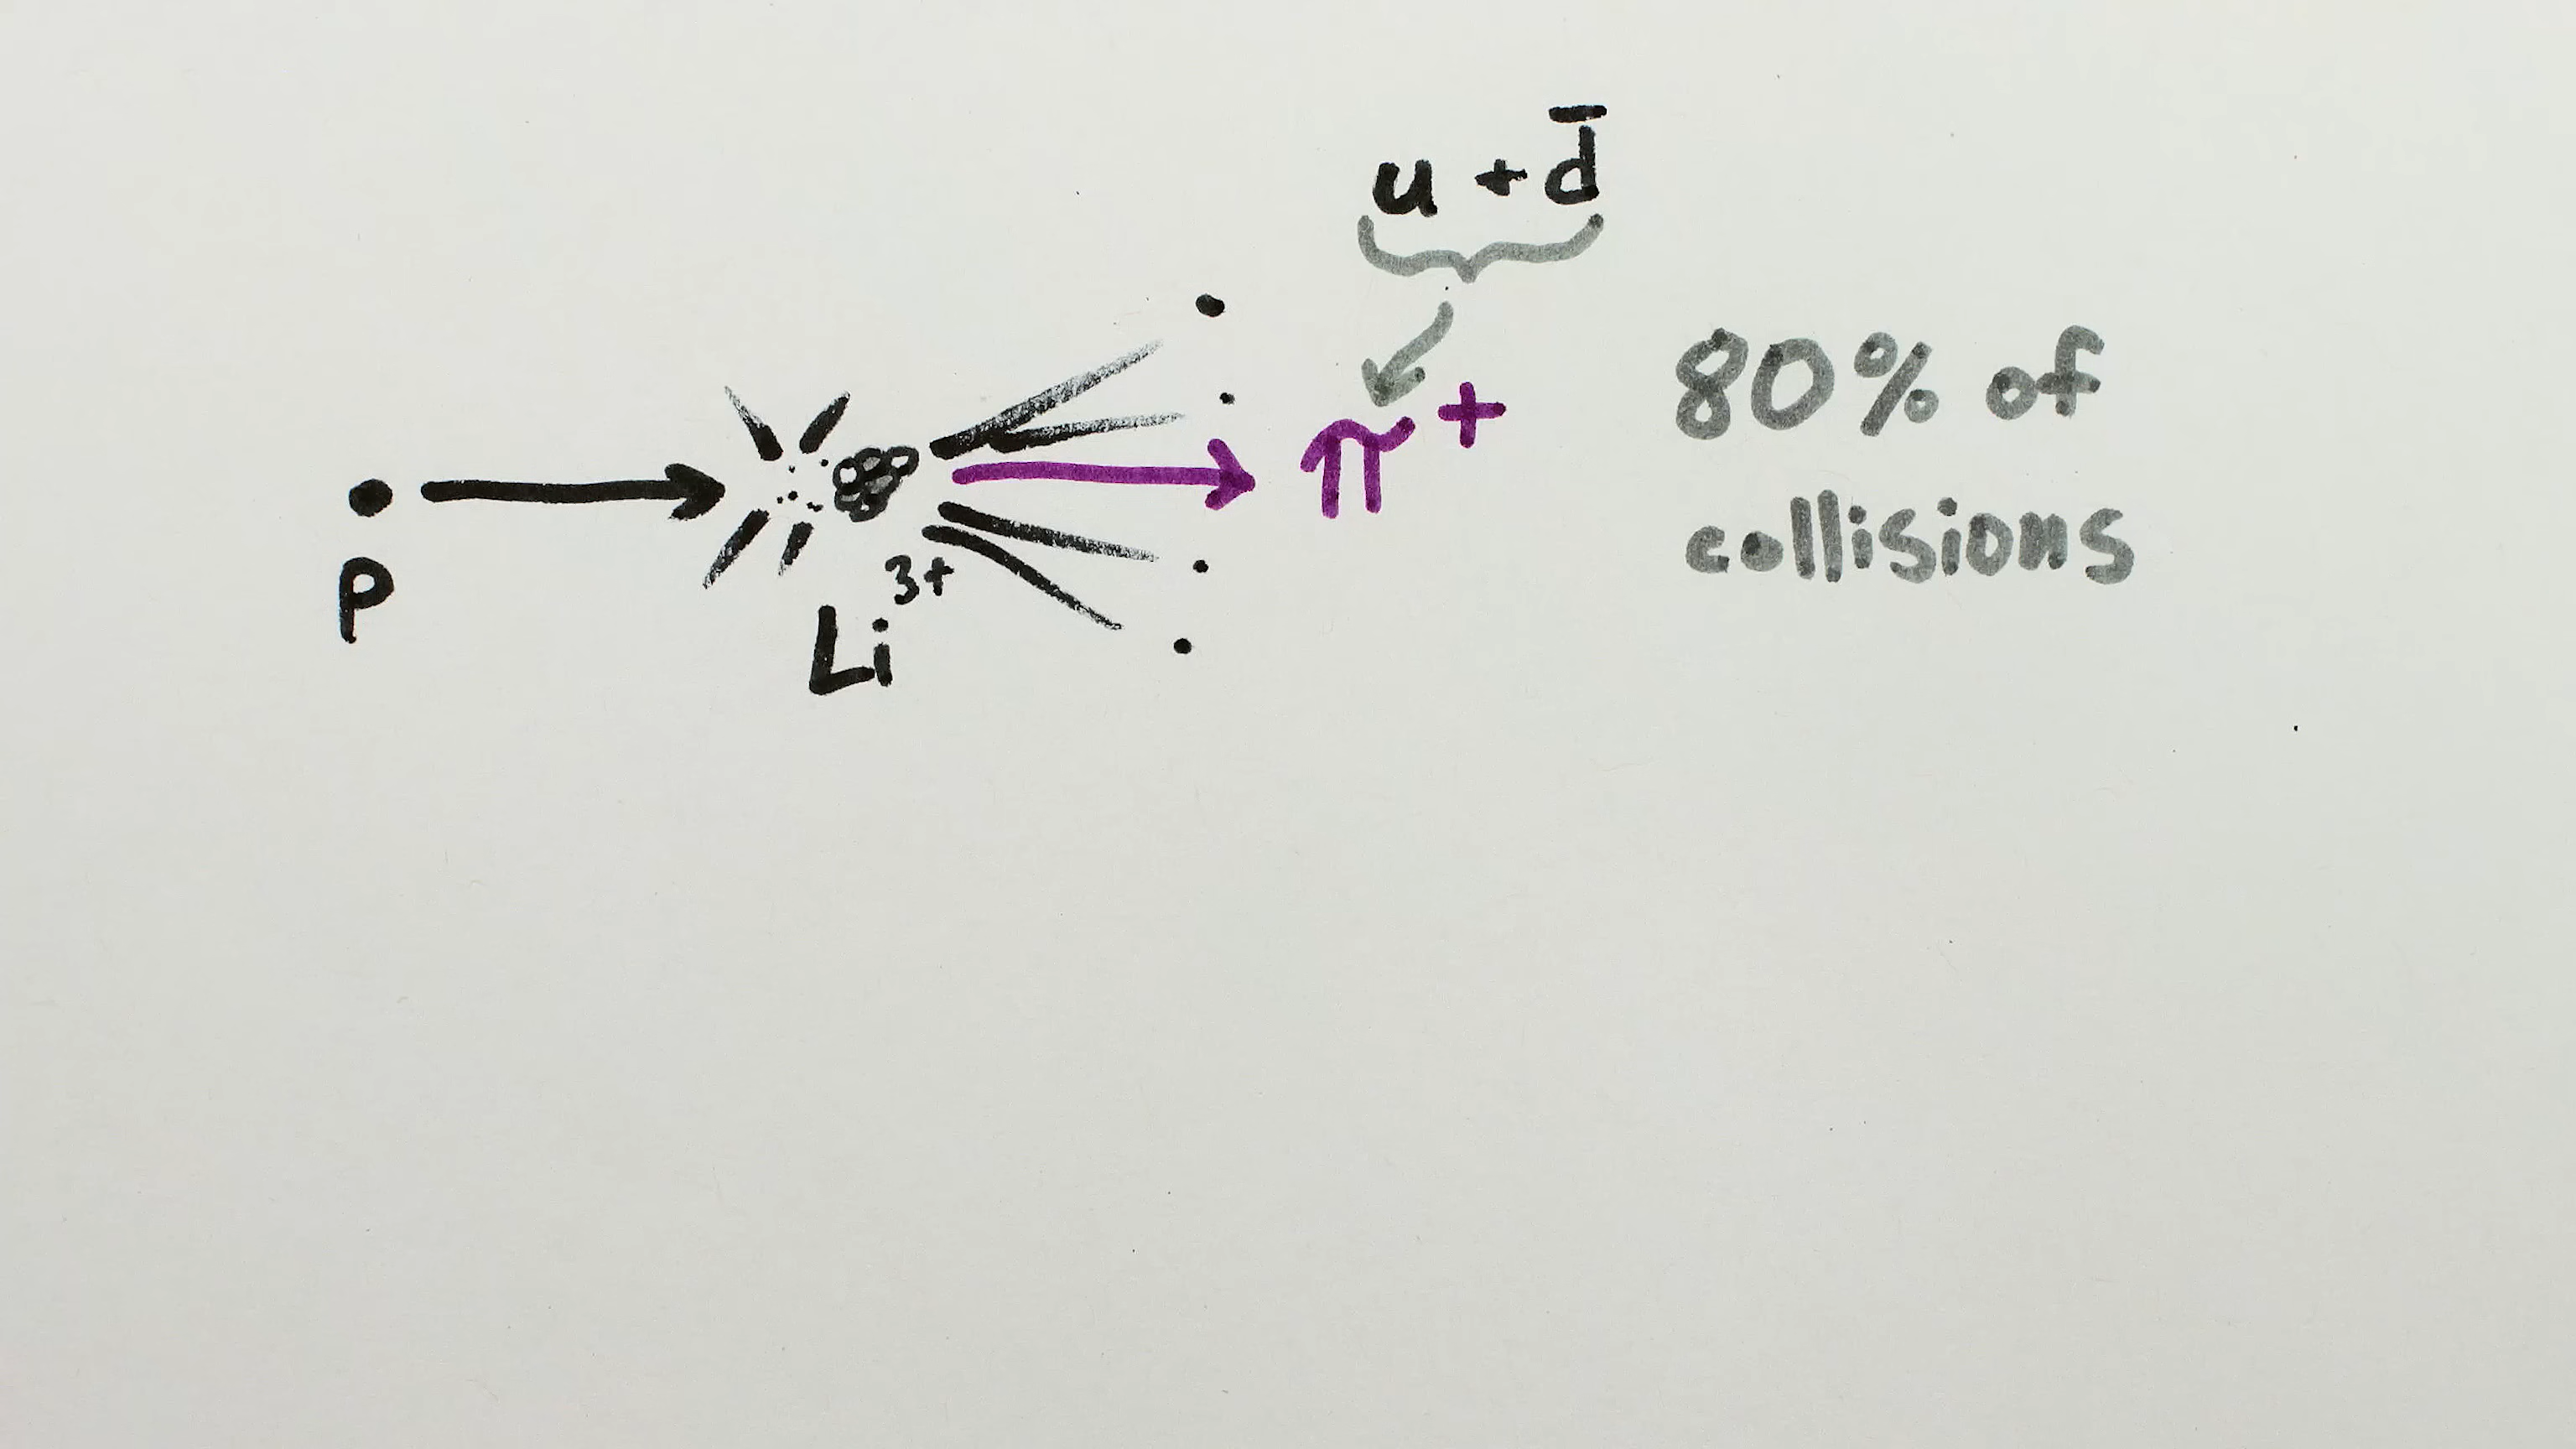 u + d̄
π⁺
80% of
collisions
p
Li³⁺